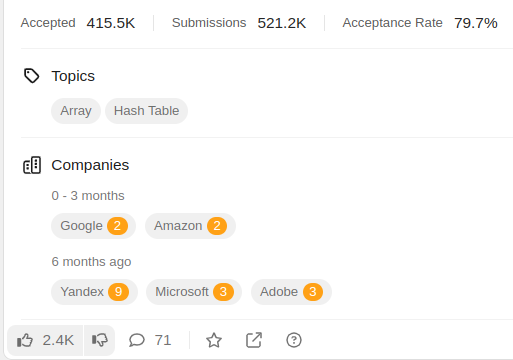 Accepted 415.5K Submissions 521.2K Acceptance Rate 79.7%
Topics
Array Hash Table
Companies
0 - 3 months
Google 2 Amazon 2
6 months ago
Yandex 9 Microsoft 3 Adobe 3
2.4K 71